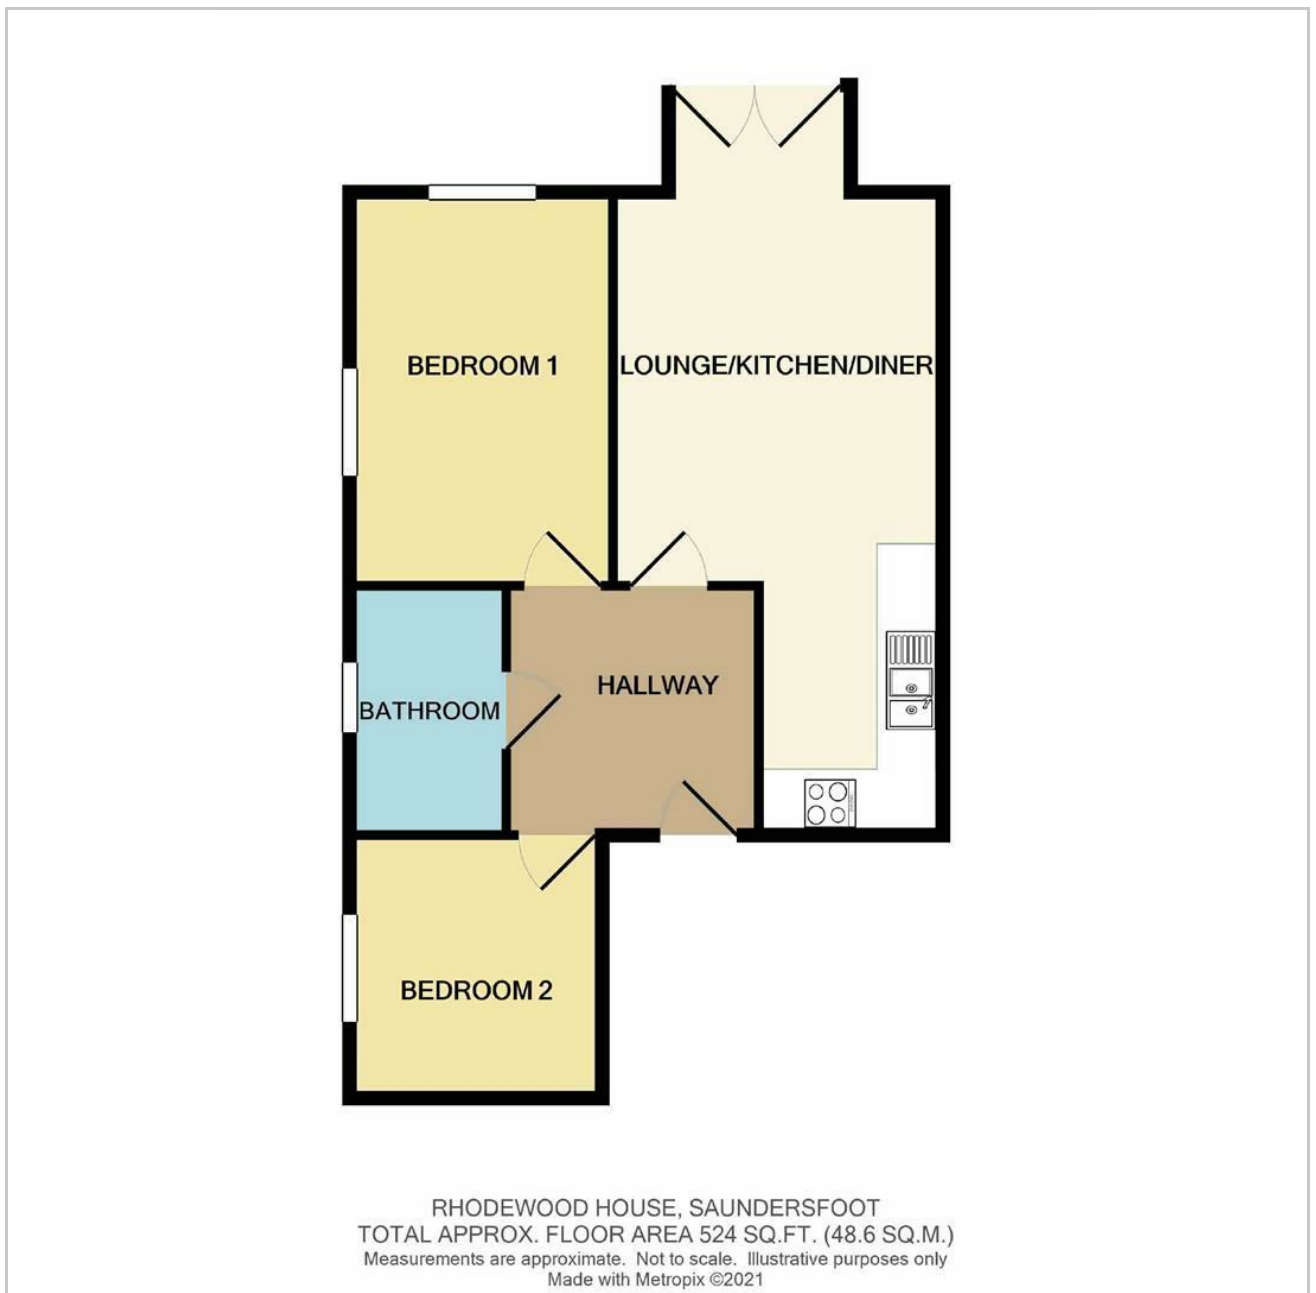 BEDROOM 1
LOUNGE/KITCHEN/DINER
HALLWAY
BATHROOM
BEDROOM 2
RHODEWOOD HOUSE, SAUNDERSFOOT
TOTAL APPROX. FLOOR AREA 524 SQ.FT. (48.6 SQ.M.)
Measurements are approximate. Not to scale. Illustrative purposes only
Made with Metropix ©2021